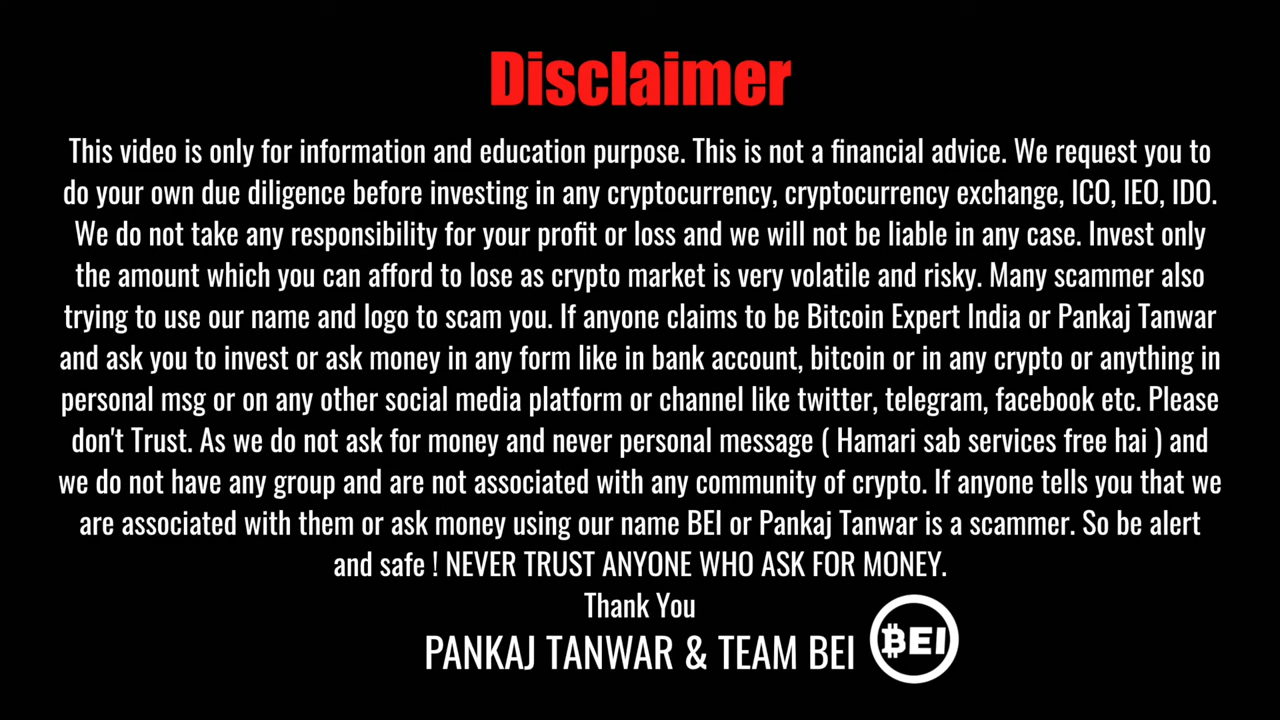 Disclaimer
This video is only for information and education purpose. This is not a financial advice. We request you to
do your own due diligence before investing in any cryptocurrency, cryptocurrency exchange, ICO, IEO, IDO.
We do not take any responsibility for your profit or loss and we will not be liable in any case. Invest only
the amount which you can afford to lose as crypto market is very volatile and risky. Many scammer also
trying to use our name and logo to scam you. If anyone claims to be Bitcoin Expert India or Pankaj Tanwar
and ask you to invest or ask money in any form like in bank account, bitcoin or in any crypto or anything in
personal msg or on any other social media platform or channel like twitter, telegram, facebook etc. Please
don't Trust. As we do not ask for money and never personal message ( Hamari sab services free hai ) and
we do not have any group and are not associated with any community of crypto. If anyone tells you that we
are associated with them or ask money using our name BEI or Pankaj Tanwar is a scammer. So be alert
and safe ! NEVER TRUST ANYONE WHO ASK FOR MONEY.
Thank You
PANKAJ TANWAR & TEAM BEI
₿EI